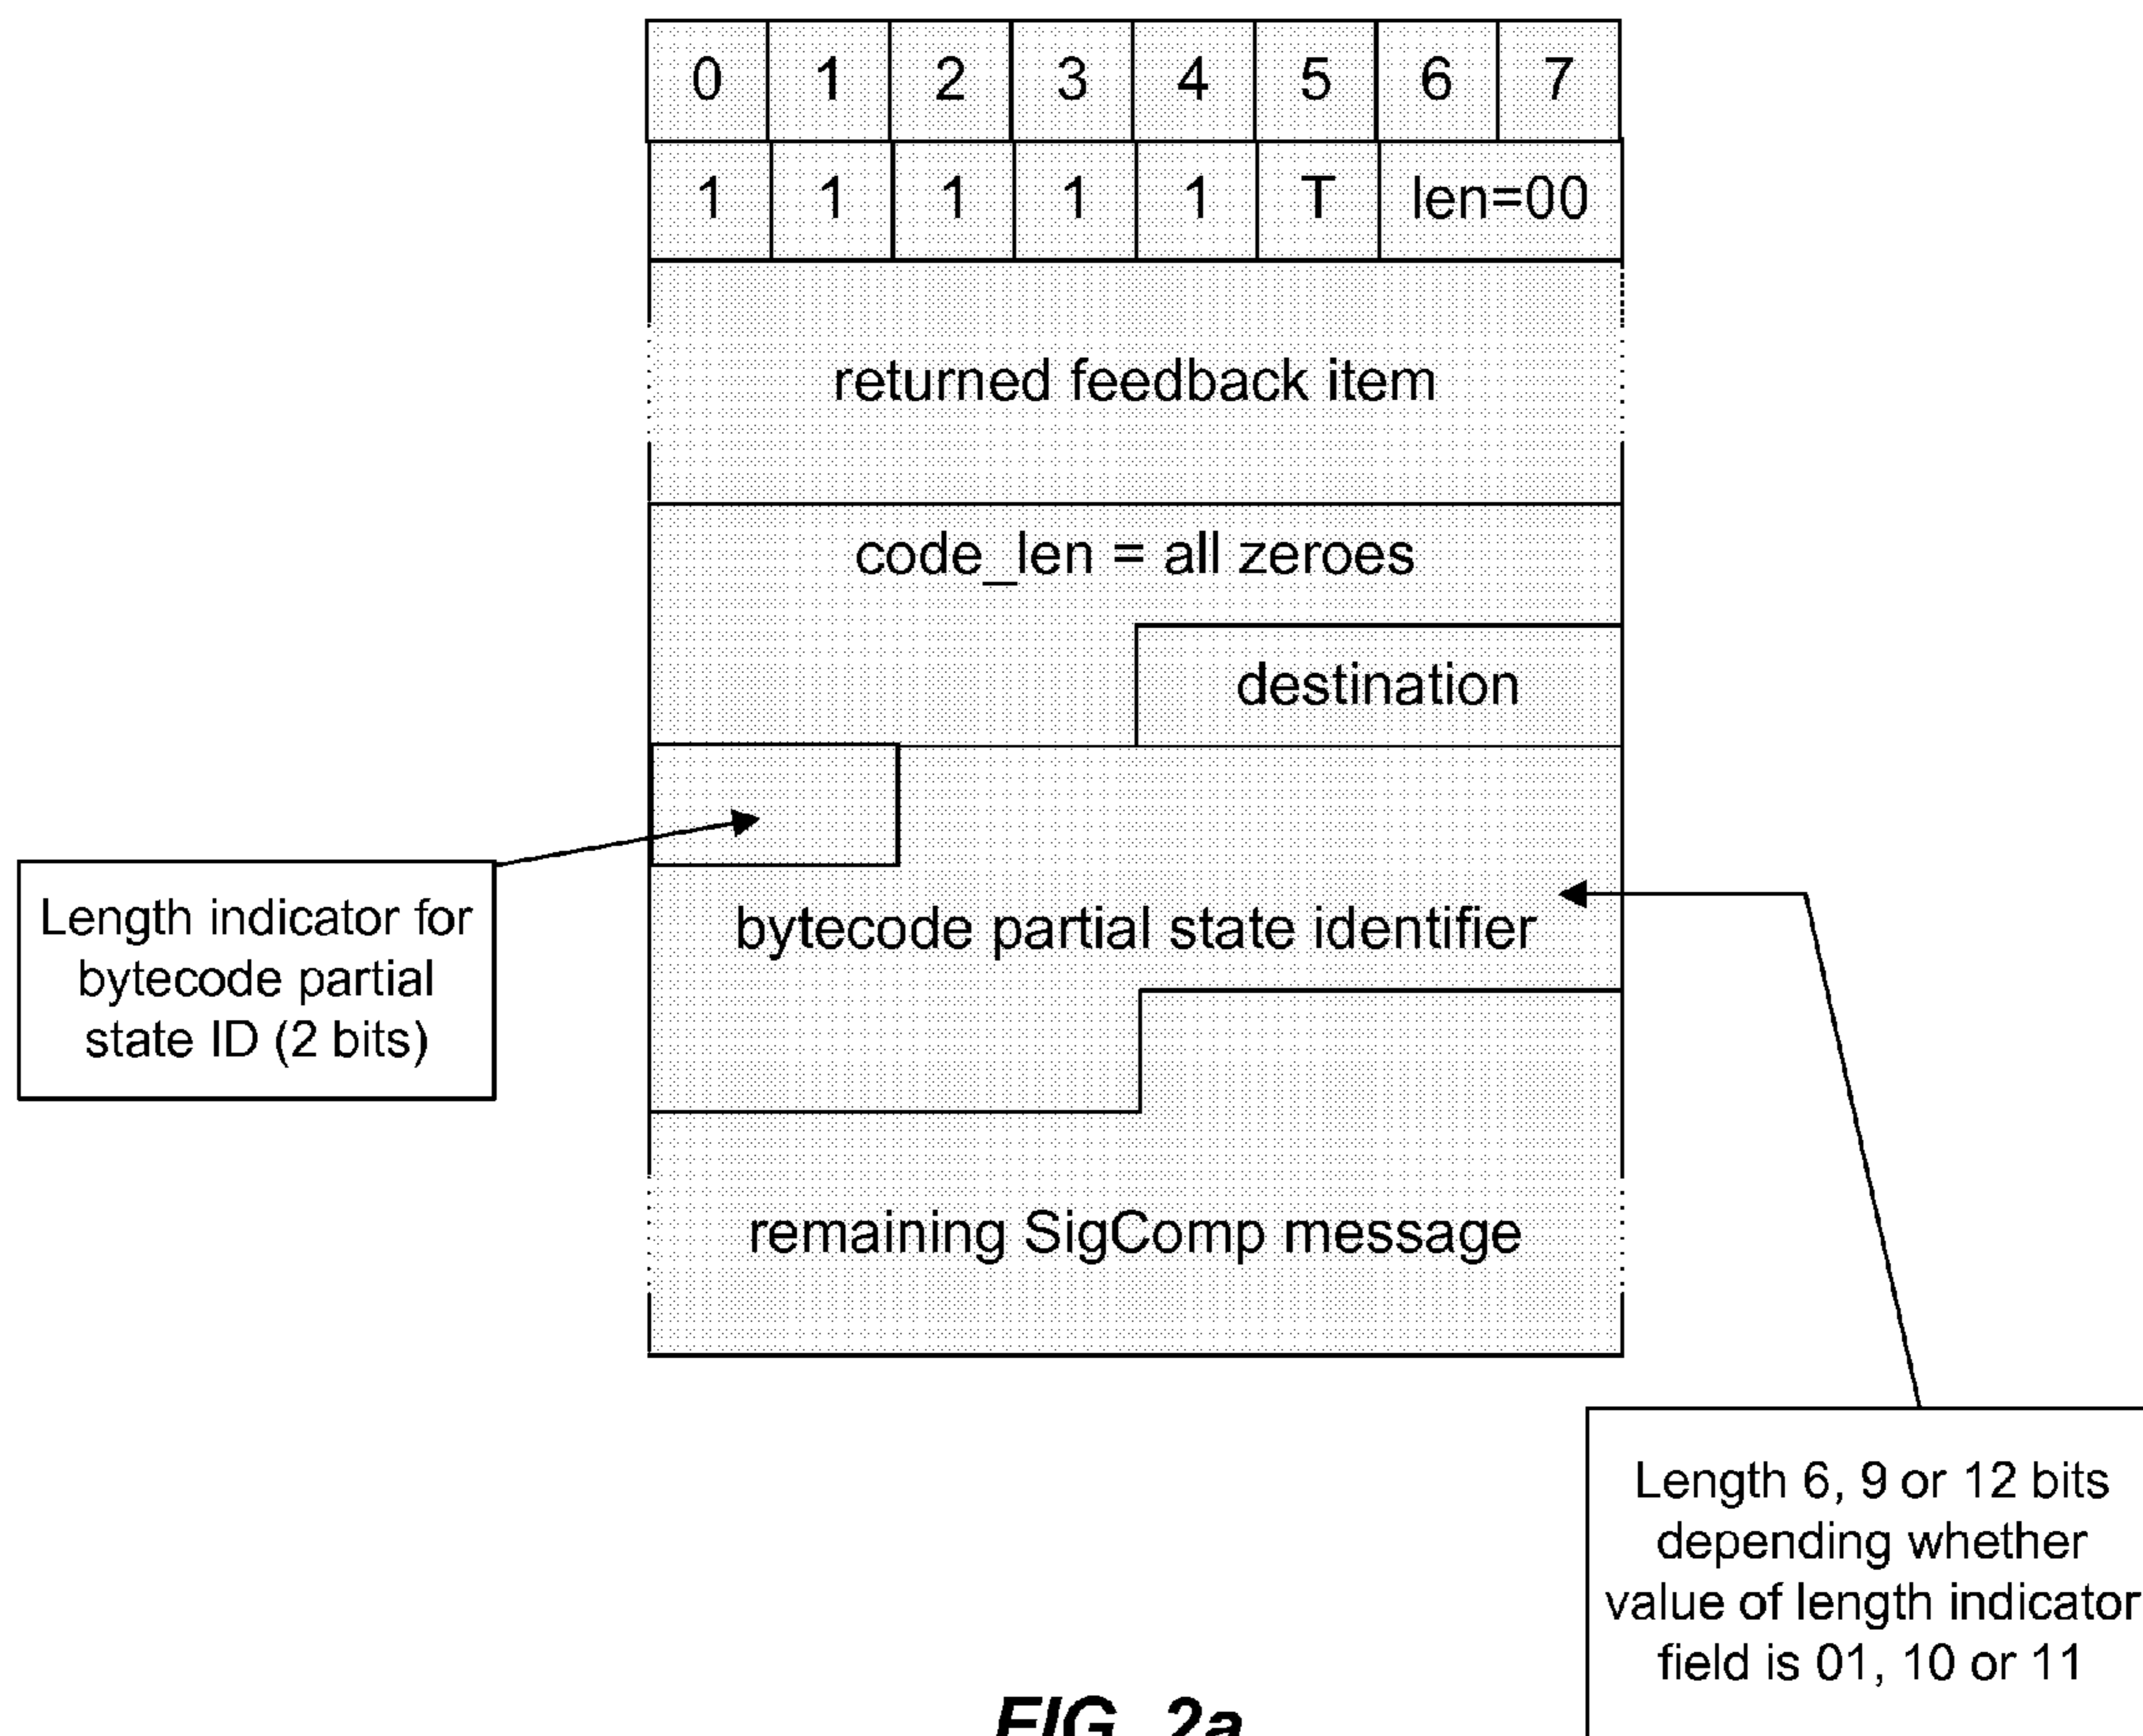 0 1 2 3 4 5 6 7
1 1 1 1 1 T len=00
returned feedback item
code_len = all zeroes
destination
Length indicator for
bytecode partial
state ID (2 bits)
bytecode partial state identifier
remaining SigComp message
Length 6, 9 or 12 bits
depending whether
value of length indicator
field is 01, 10 or 11
FIG. 2a